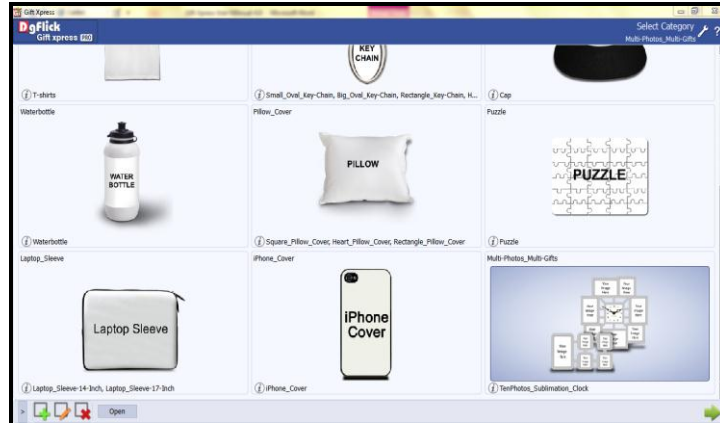 Gift Xpress
DgFlick
Gift xpress PRO
Select Category
Multi-Photos_Multi-Gifts
?
KEY
CHAIN
T-shirts
Small_Oval_Key-Chain, Big_Oval_Key-Chain, Rectangle_Key-Chain, H...
Cap
Waterbottle
Pillow_Cover
Puzzle
WATER
BOTTLE
PILLOW
PUZZLE
Waterbottle
Square_Pillow_Cover, Heart_Pillow_Cover, Rectangle_Pillow_Cover
Puzzle
Laptop_Sleeve
iPhone_Cover
Multi-Photos_Multi-Gifts
Laptop Sleeve
iPhone
Cover
Laptop_Sleeve-14-Inch, Laptop_Sleeve-17-Inch
iPhone_Cover
TenPhotos_Sublimation_Clock
Open